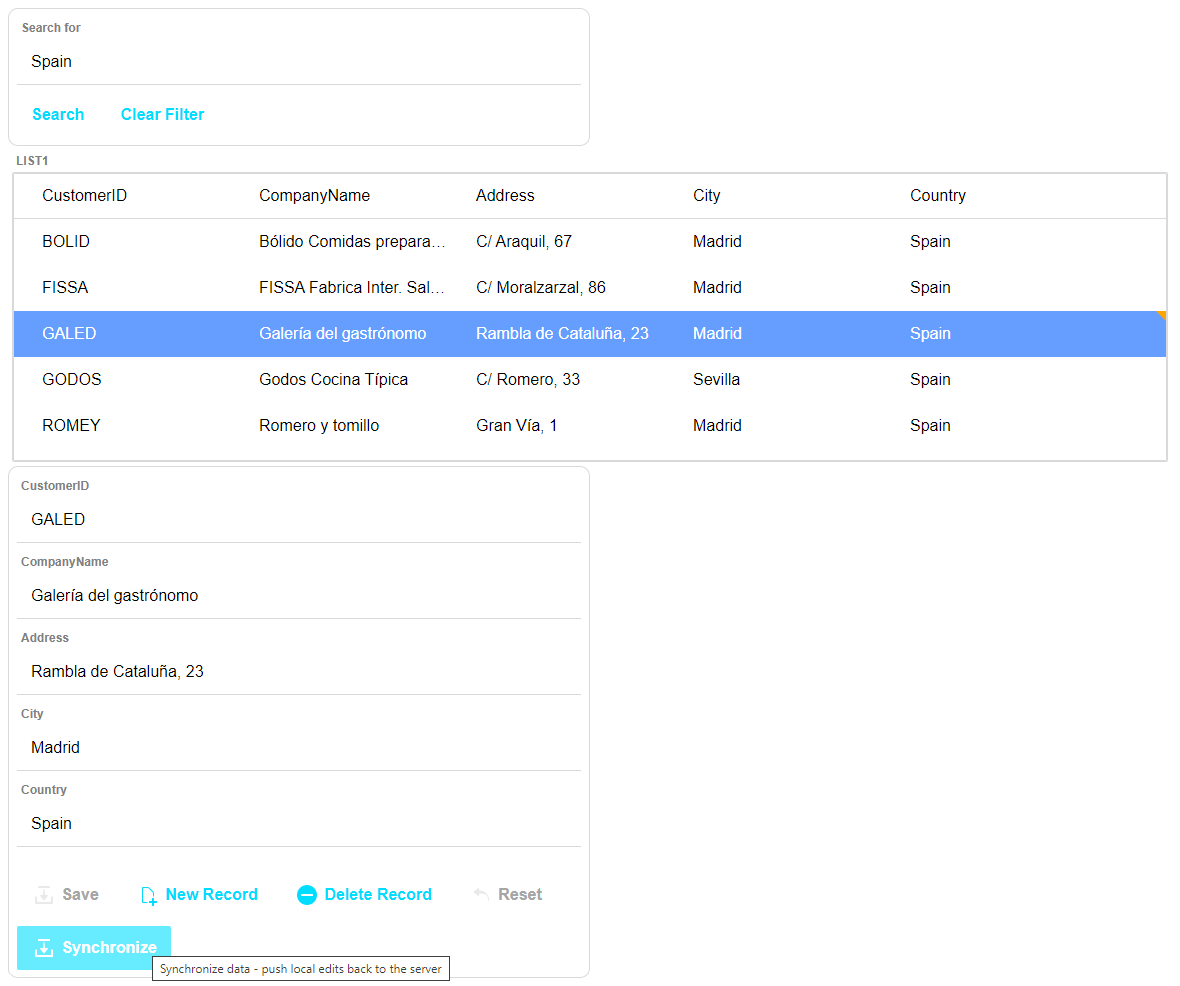 Search for
Spain
Search Clear Filter
LIST1
CustomerID CompanyName Address City Country
BOLID Bólido Comidas prepara… C/ Araquil, 67 Madrid Spain
FISSA FISSA Fabrica Inter. Sal… C/ Moralzarzal, 86 Madrid Spain
GALED Galería del gastrónomo Rambla de Cataluña, 23 Madrid Spain
GODOS Godos Cocina Típica C/ Romero, 33 Sevilla Spain
ROMEY Romero y tomillo Gran Vía, 1 Madrid Spain
CustomerID
GALED
CompanyName
Galería del gastrónomo
Address
Rambla de Cataluña, 23
City
Madrid
Country
Spain
Save New Record Delete Record Reset
Synchronize
Synchronize data - push local edits back to the server